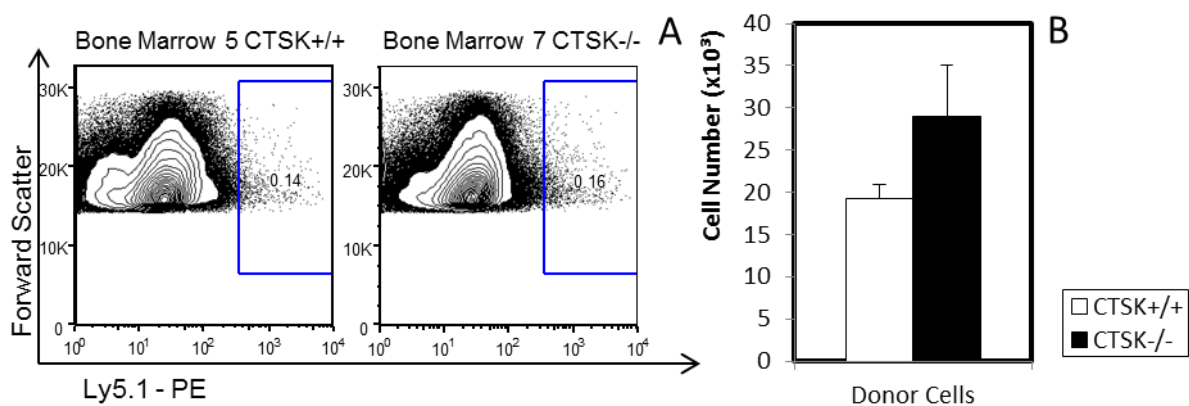 Bone Marrow 5 CTSK+/+
Bone Marrow 7 CTSK-/-
A
Forward Scatter
30K
20K
10K
0
0.14
10⁰ 10¹ 10² 10³ 10⁴
30K
20K
10K
0
0.16
10⁰ 10¹ 10² 10³ 10⁴
Ly5.1 - PE
B
Cell Number (x10³)
40
35
30
25
20
15
10
5
0
Donor Cells
CTSK+/+
CTSK-/-